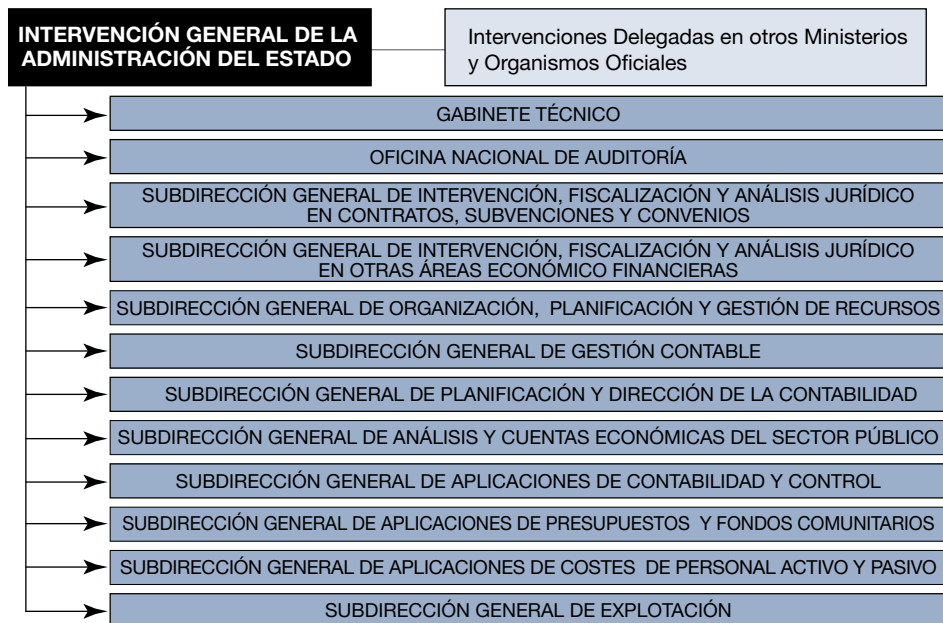 INTERVENCIÓN GENERAL DE LA
ADMINISTRACIÓN DEL ESTADO
Intervenciones Delegadas en otros Ministerios
y Organismos Oficiales
GABINETE TÉCNICO
OFICINA NACIONAL DE AUDITORÍA
SUBDIRECCIÓN GENERAL DE INTERVENCIÓN, FISCALIZACIÓN Y ANÁLISIS JURÍDICO
EN CONTRATOS, SUBVENCIONES Y CONVENIOS
SUBDIRECCIÓN GENERAL DE INTERVENCIÓN, FISCALIZACIÓN Y ANÁLISIS JURÍDICO
EN OTRAS ÁREAS ECONÓMICO FINANCIERAS
SUBDIRECCIÓN GENERAL DE ORGANIZACIÓN, PLANIFICACIÓN Y GESTIÓN DE RECURSOS
SUBDIRECCIÓN GENERAL DE GESTIÓN CONTABLE
SUBDIRECCIÓN GENERAL DE PLANIFICACIÓN Y DIRECCIÓN DE LA CONTABILIDAD
SUBDIRECCIÓN GENERAL DE ANÁLISIS Y CUENTAS ECONÓMICAS DEL SECTOR PÚBLICO
SUBDIRECCIÓN GENERAL DE APLICACIONES DE CONTABILIDAD Y CONTROL
SUBDIRECCIÓN GENERAL DE APLICACIONES DE PRESUPUESTOS Y FONDOS COMUNITARIOS
SUBDIRECCIÓN GENERAL DE APLICACIONES DE COSTES DE PERSONAL ACTIVO Y PASIVO
SUBDIRECCIÓN GENERAL DE EXPLOTACIÓN